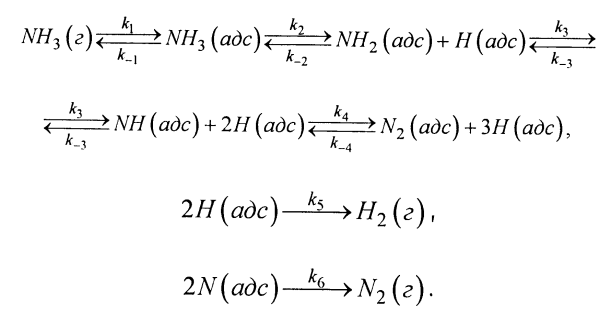 NH₃(г) ⇄ (k₁ / k₋₁) NH₃(адс) ⇄ (k₂ / k₋₂) NH₂(адс) + H(адс) ⇄ (k₃ / k₋₃)
⇄ (k₃ / k₋₃) NH(адс) + 2H(адс) ⇄ (k₄ / k₋₄) N₂(адс) + 3H(адс),
2H(адс) —k₅→ H₂(г),
2N(адс) —k₆→ N₂(г).